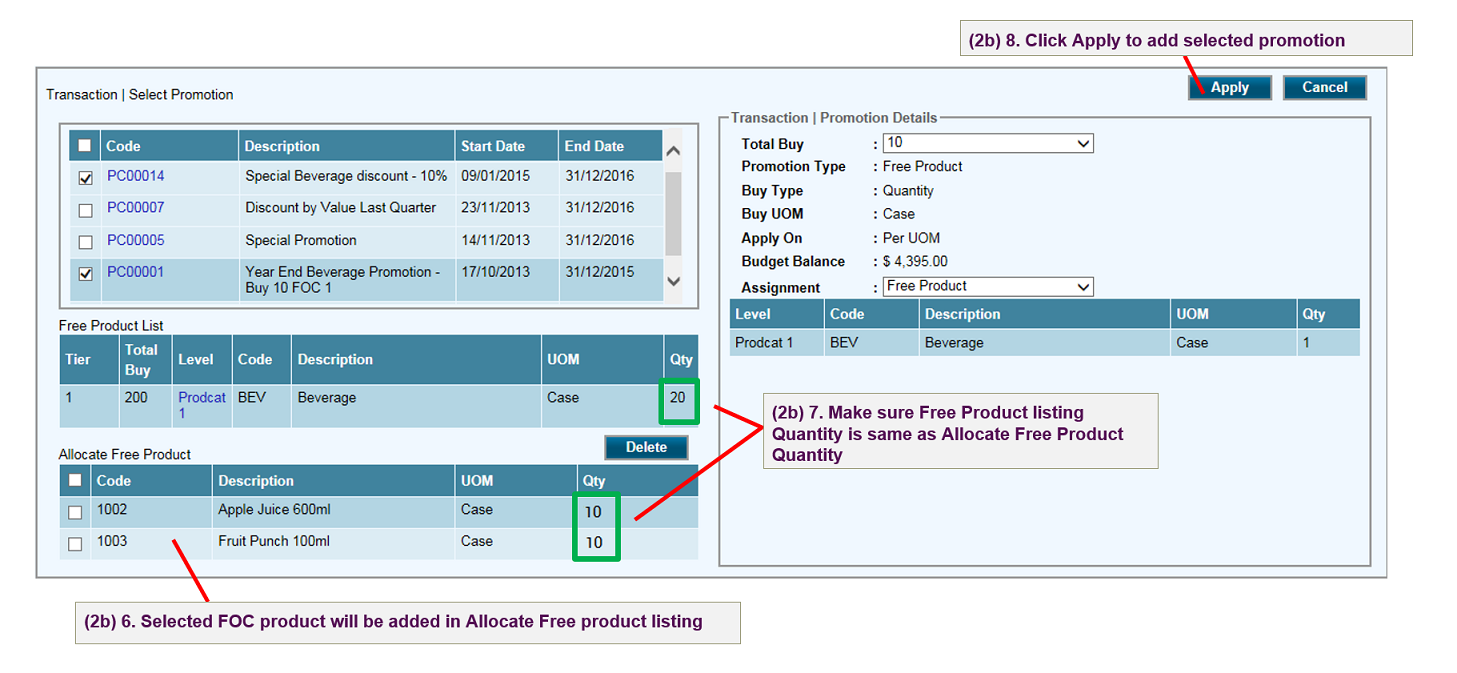 (2b) 8. Click Apply to add selected promotion
Transaction | Select Promotion
Apply Cancel
Code Description Start Date End Date
PC00014 Special Beverage discount - 10% 09/01/2015 31/12/2016
PC00007 Discount by Value Last Quarter 23/11/2013 31/12/2016
PC00005 Special Promotion 14/11/2013 31/12/2016
PC00001 Year End Beverage Promotion - 17/10/2013 31/12/2015
Buy 10 FOC 1
Free Product List
Tier Total Level Code Description UOM Qty
Buy
1 200 Prodcat BEV Beverage Case 20
1
Delete
Allocate Free Product
Code Description UOM Qty
1002 Apple Juice 600ml Case 10
1003 Fruit Punch 100ml Case 10
Transaction | Promotion Details
Total Buy : 10
Promotion Type : Free Product
Buy Type : Quantity
Buy UOM : Case
Apply On : Per UOM
Budget Balance : $ 4,395.00
Assignment : Free Product
Level Code Description UOM Qty
Prodcat 1 BEV Beverage Case 1
(2b) 7. Make sure Free Product listing
Quantity is same as Allocate Free Product
Quantity
(2b) 6. Selected FOC product will be added in Allocate Free product listing